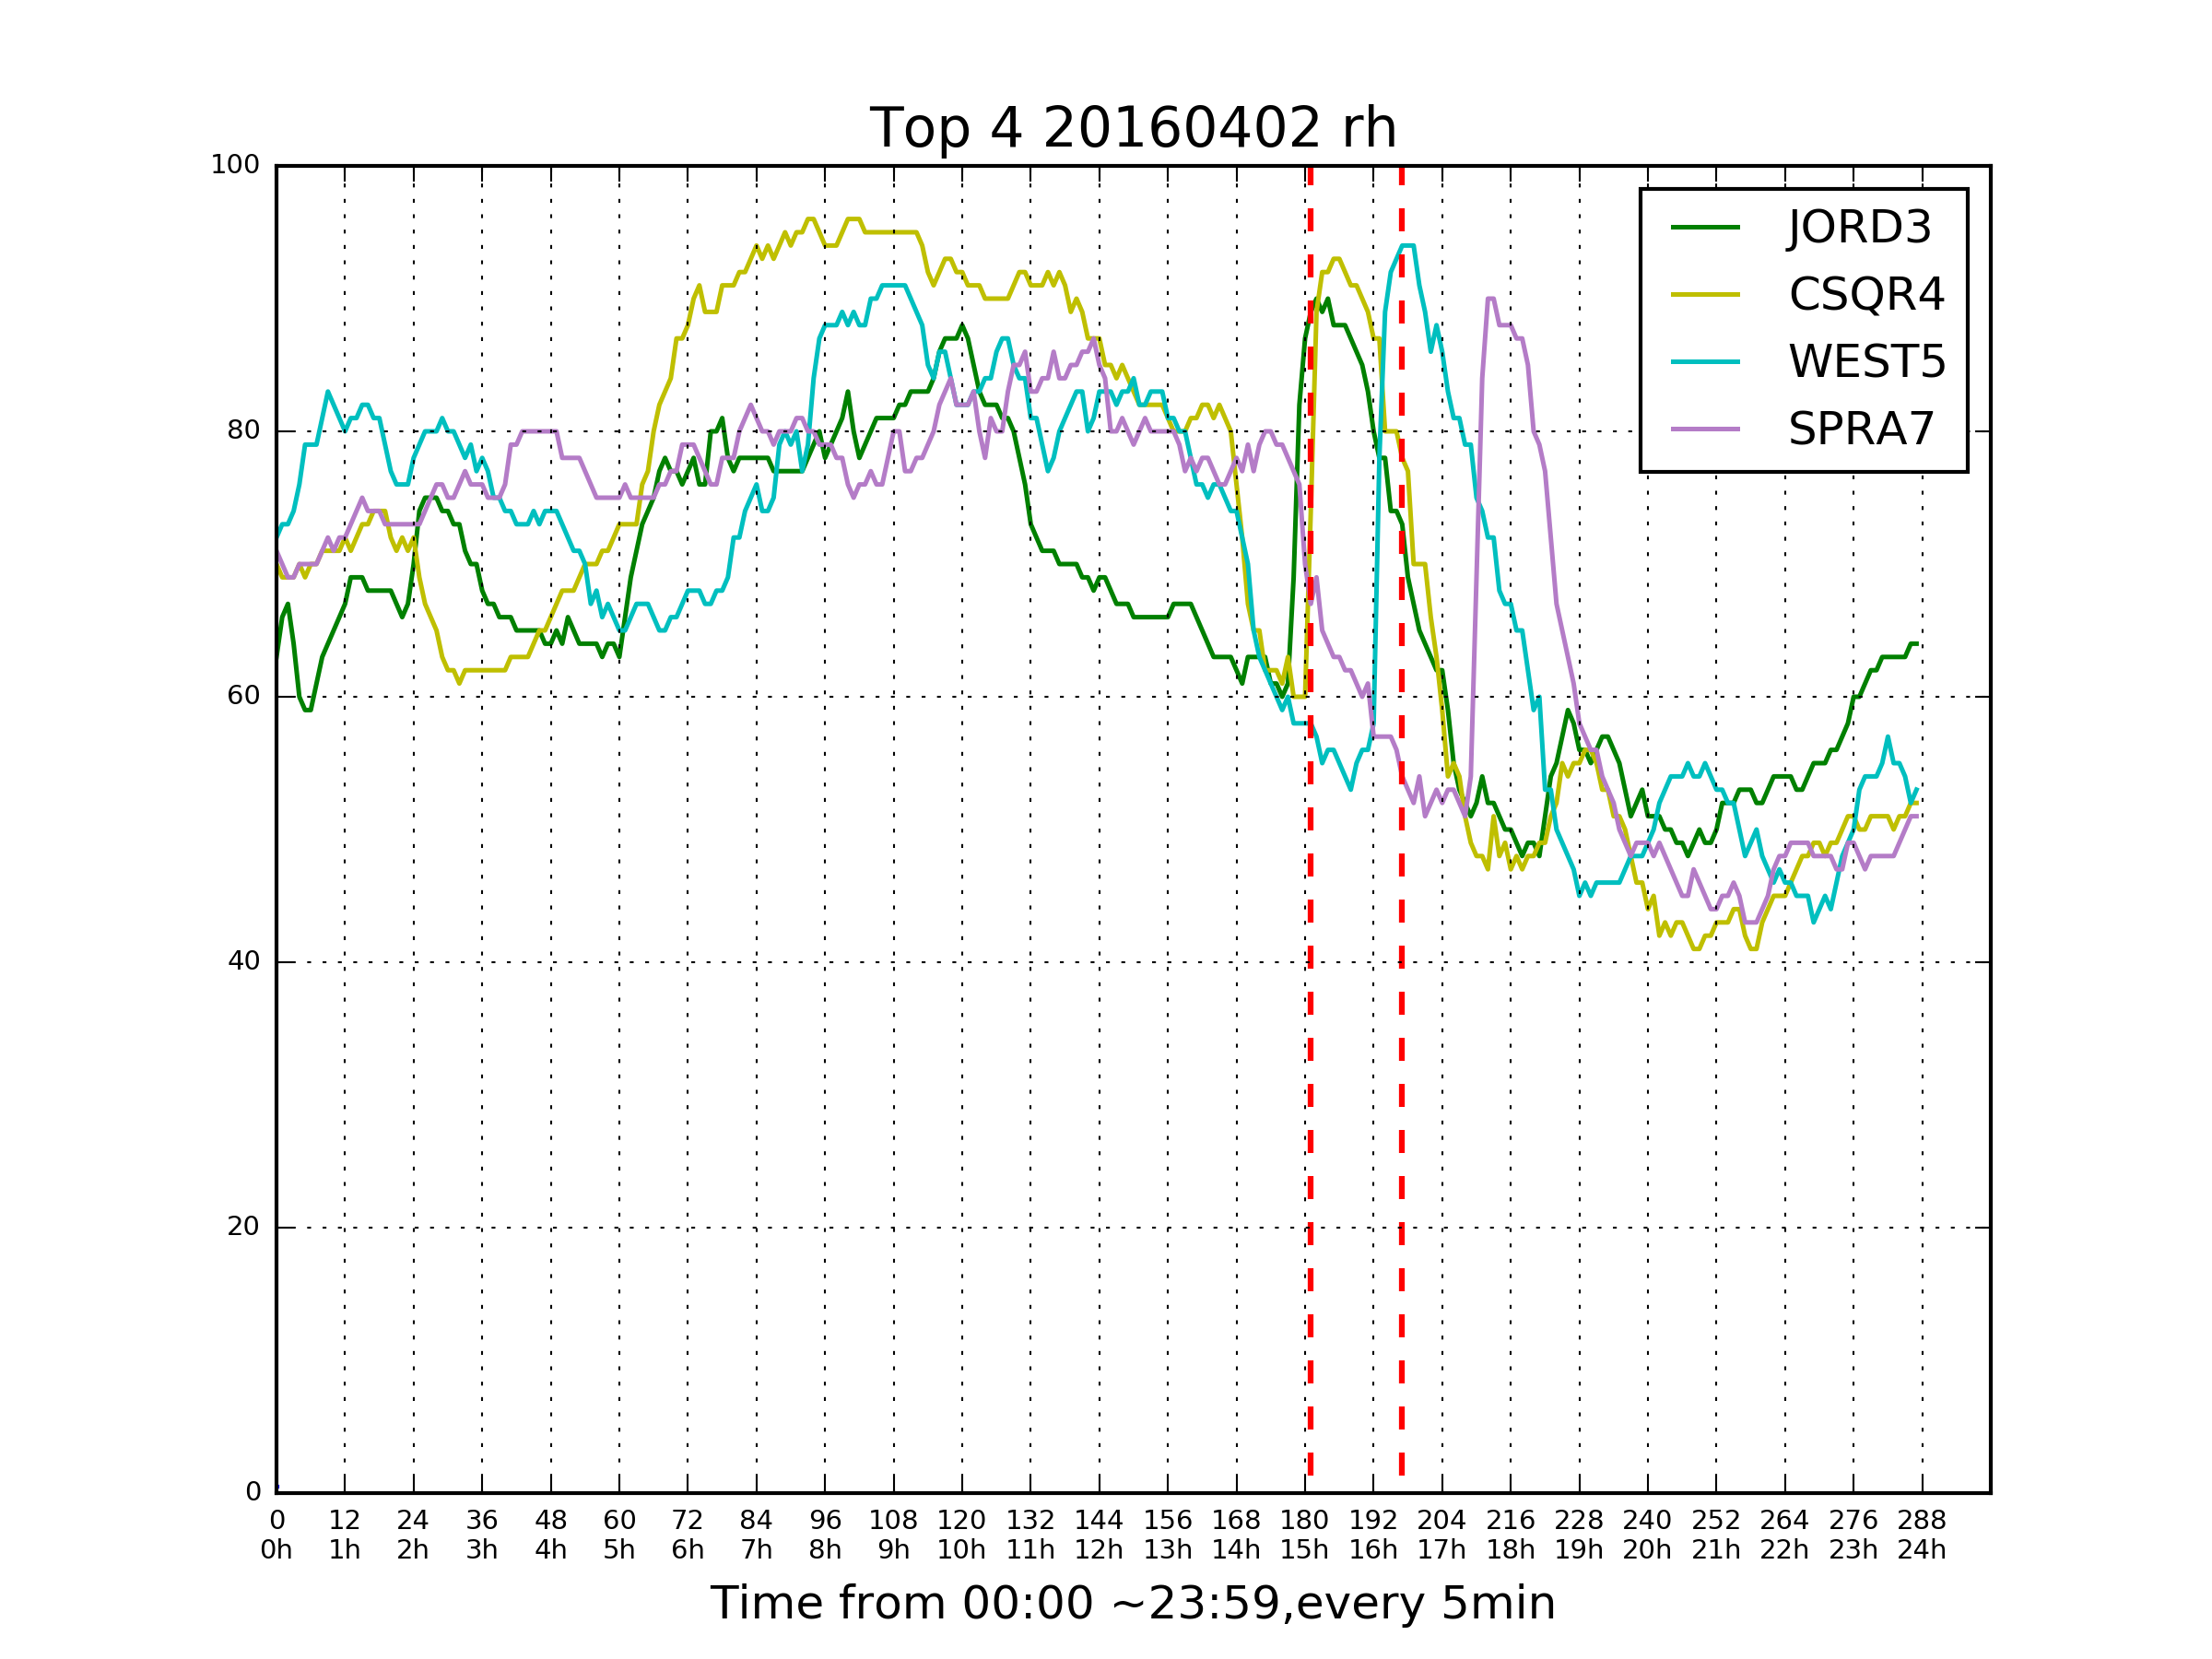 Top 4 20160402 rh
100
80
60
40
20
0
JORD3
CSQR4
WEST5
SPRA7
0 12 24 36 48 60 72 84 96 108 120 132 144 156 168 180 192 204 216 228 240 252 264 276 288
0h 1h 2h 3h 4h 5h 6h 7h 8h 9h 10h 11h 12h 13h 14h 15h 16h 17h 18h 19h 20h 21h 22h 23h 24h
Time from 00:00 ~23:59,every 5min